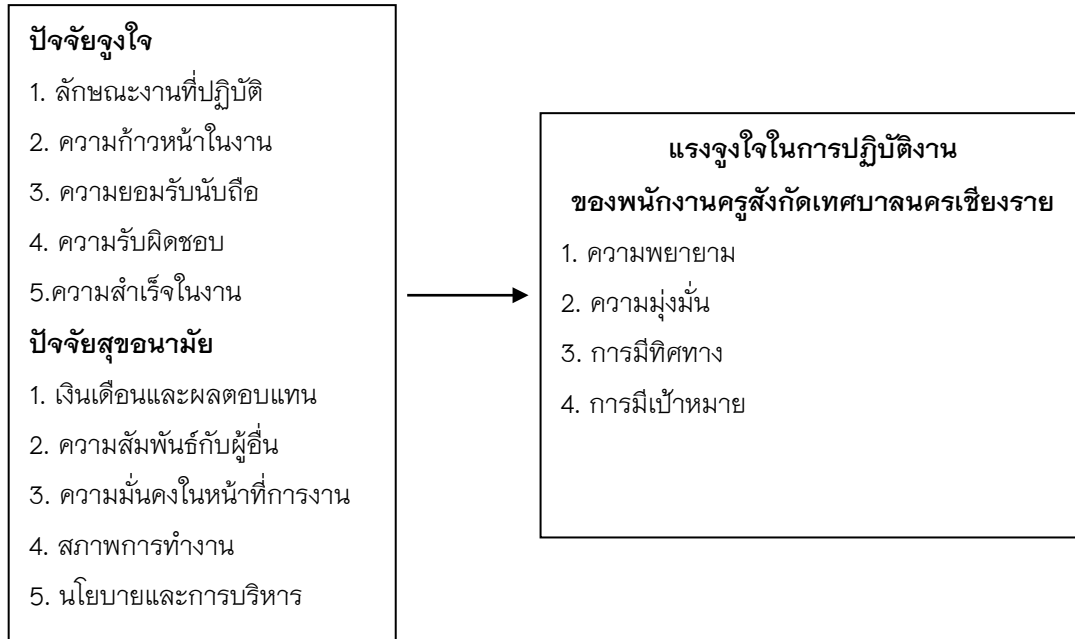 ปัจจัยจูงใจ
1. ลักษณะงานที่ปฏิบัติ
2. ความก้าวหน้าในงาน
3. ความยอมรับนับถือ
4. ความรับผิดชอบ
5.ความสำเร็จในงาน
ปัจจัยสุขอนามัย
1. เงินเดือนและผลตอบแทน
2. ความสัมพันธ์กับผู้อื่น
3. ความมั่นคงในหน้าที่การงาน
4. สภาพการทำงาน
5. นโยบายและการบริหาร
แรงจูงใจในการปฏิบัติงาน
ของพนักงานครูสังกัดเทศบาลนครเชียงราย
1. ความพยายาม
2. ความมุ่งมั่น
3. การมีทิศทาง
4. การมีเป้าหมาย